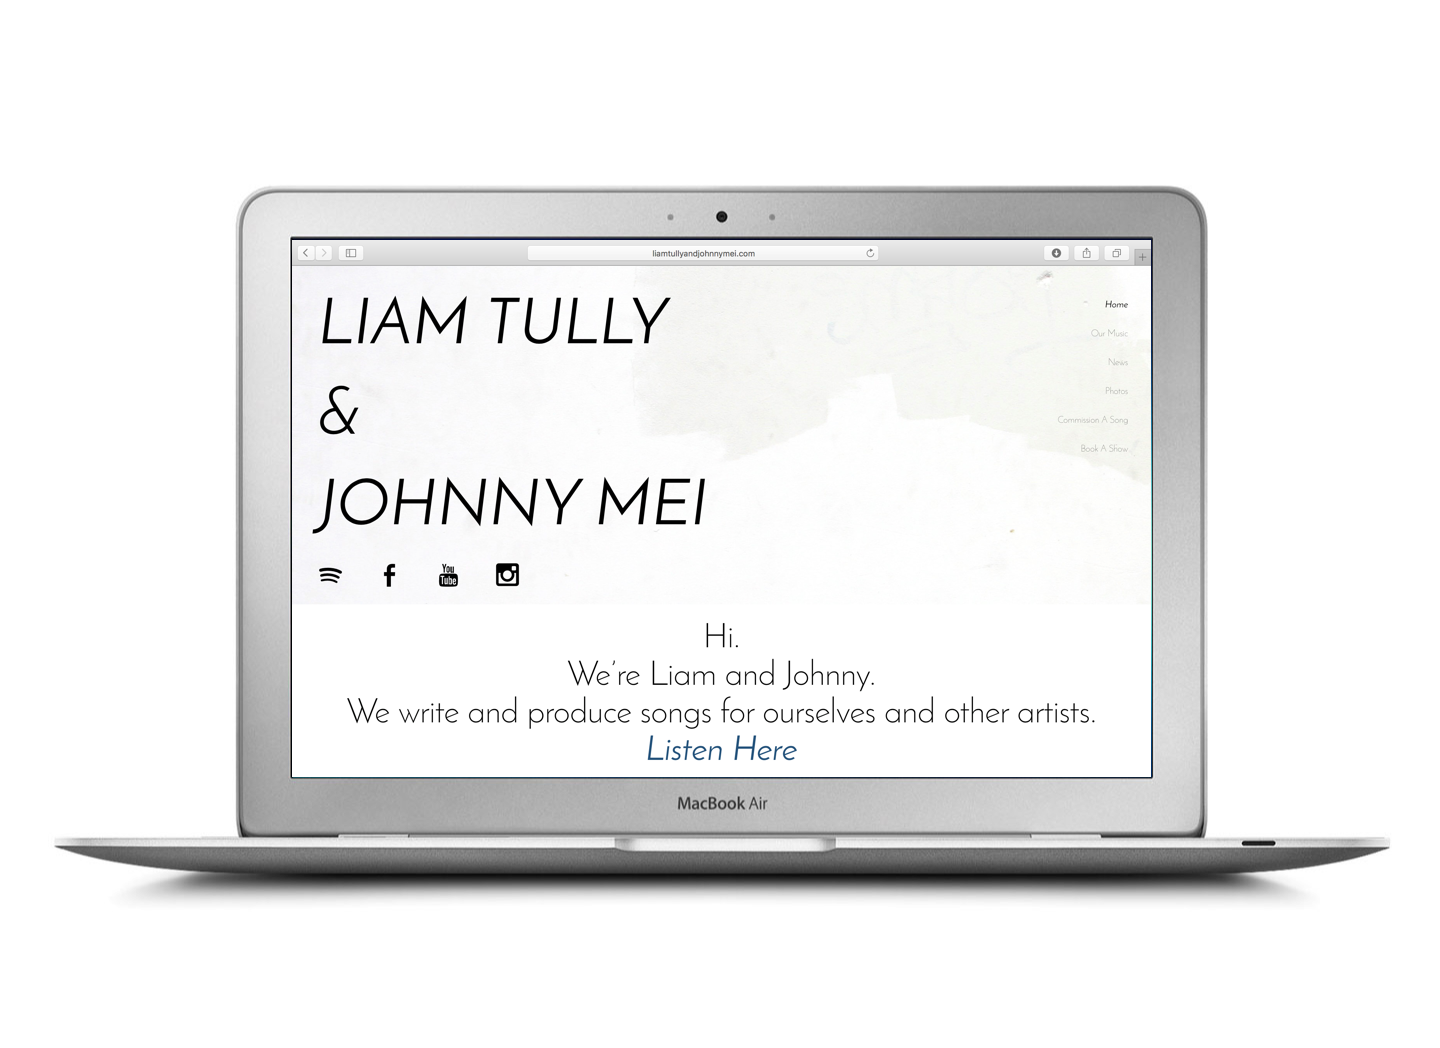 liamtullyandjohnnymei.com
LIAM TULLY
&
JOHNNY MEI
Home
Our Music
News
Photos
Commission A Song
Book A Show
You
Tube
Hi.
We're Liam and Johnny.
We write and produce songs for ourselves and other artists.
Listen Here
MacBook Air